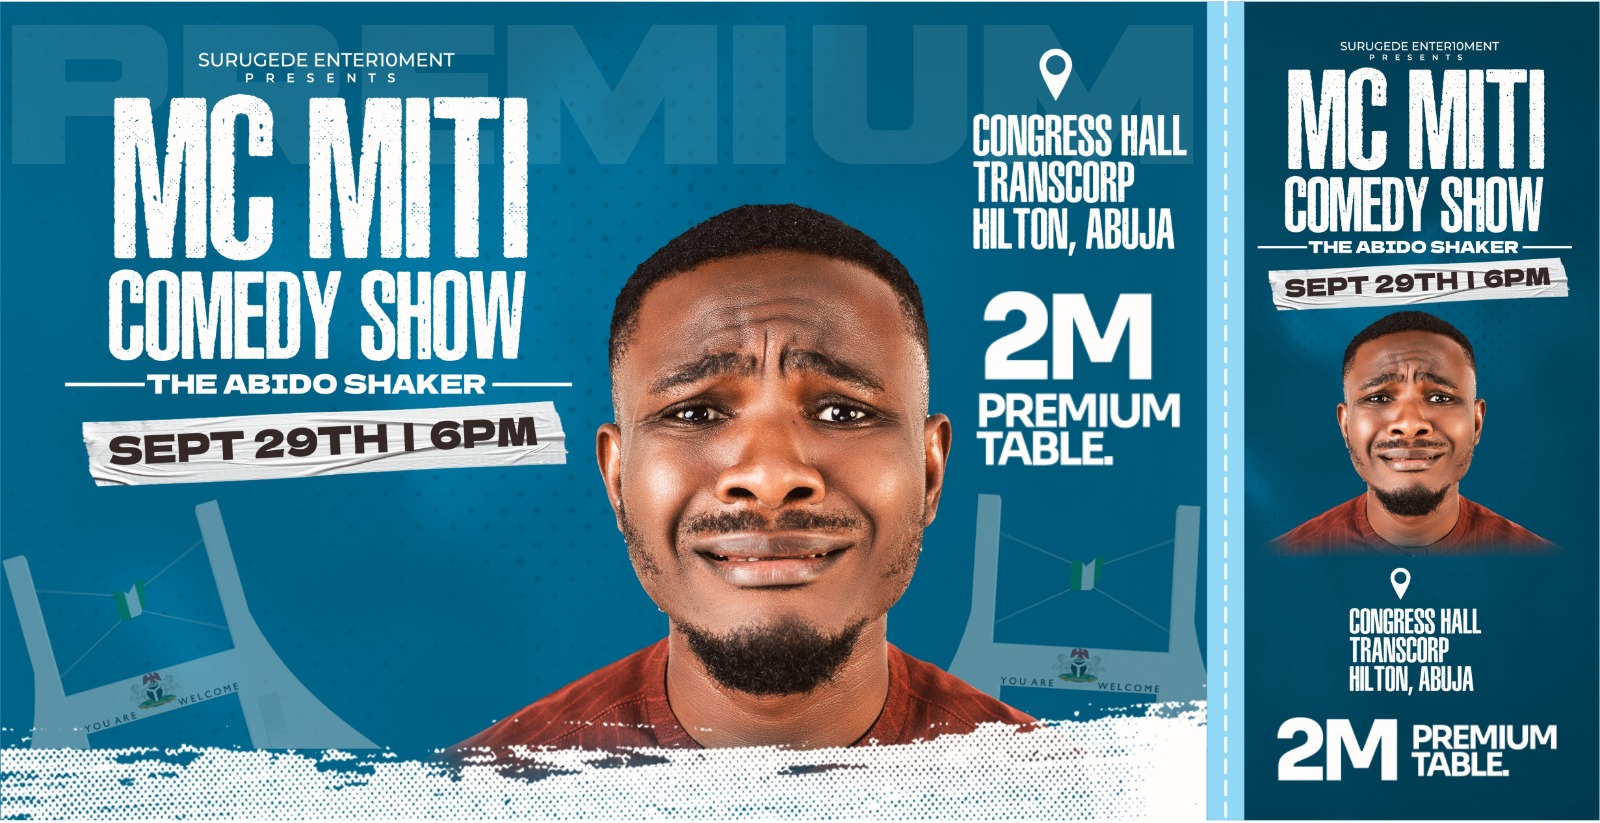 PREMIUM
SURUGEDE ENTER10MENT
PRESENTS
MC MITI
COMEDY SHOW
THE ABIDO SHAKER
SEPT 29TH | 6PM
CONGRESS HALL
TRANSCORP
HILTON, ABUJA
2M
PREMIUM
TABLE.
YOU ARE WELCOME
YOU ARE WELCOME
SURUGEDE ENTER10MENT
PRESENTS
MC MITI
COMEDY SHOW
THE ABIDO SHAKER
SEPT 29TH | 6PM
CONGRESS HALL
TRANSCORP
HILTON, ABUJA
2M
PREMIUM
TABLE.